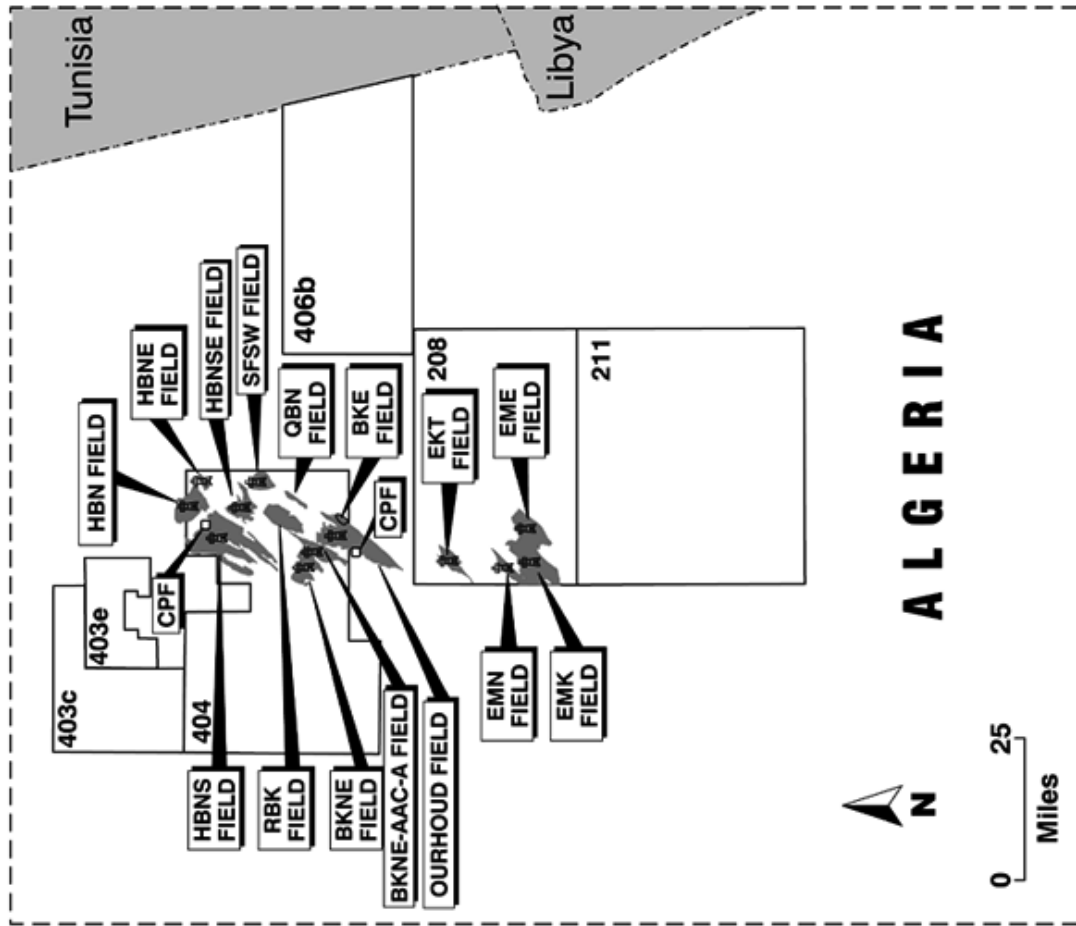 Tunisia
Libya
403c
403e
404
406b
208
211
HBN FIELD
HBNE
FIELD
HBNSE FIELD
SFSW FIELD
QBN
FIELD
BKE
FIELD
CPF
CPF
HBNS
FIELD
RBK
FIELD
BKNE
FIELD
BKNE-AAC-A FIELD
OURHOUD FIELD
EKT
FIELD
EME
FIELD
EMN
FIELD
EMK
FIELD
ALGERIA
N
0 25
Miles